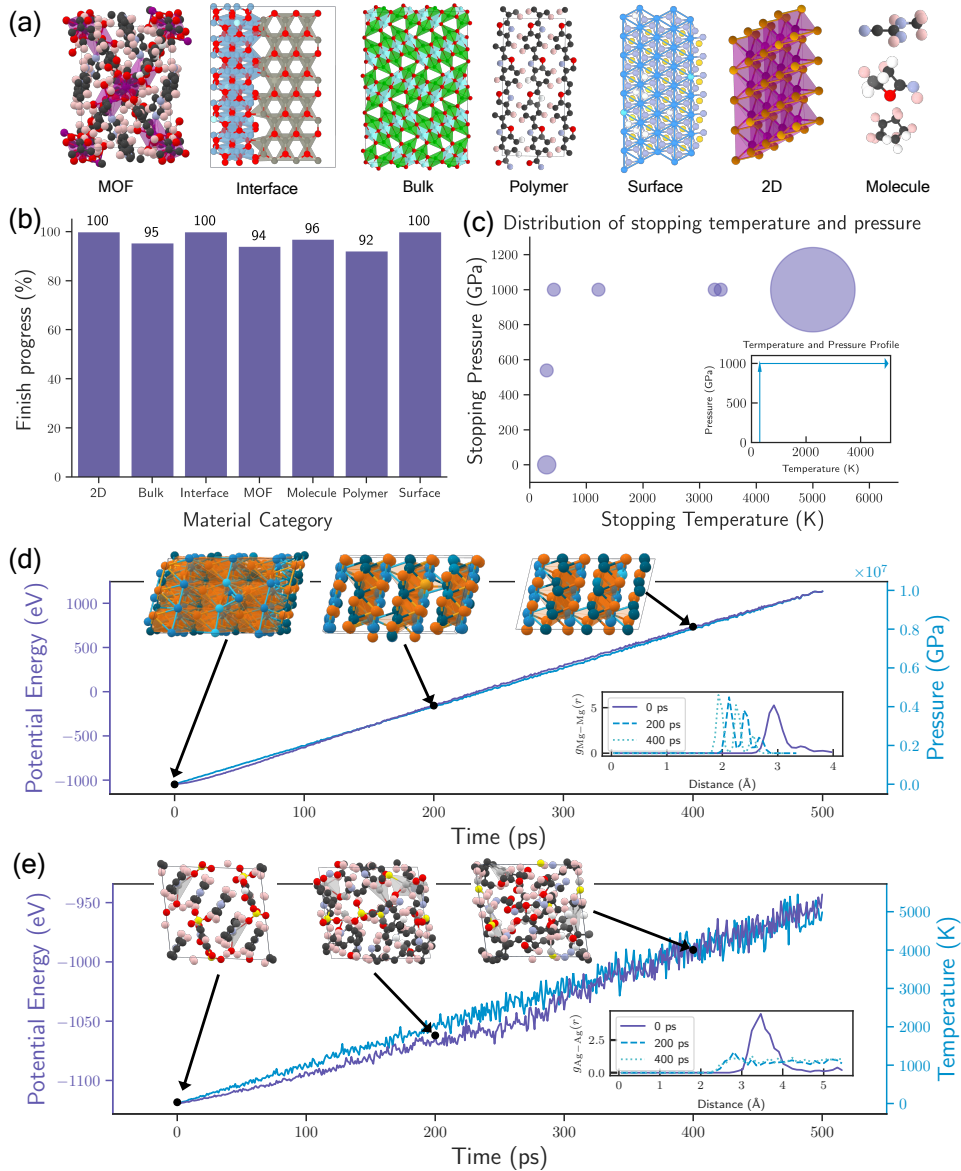 (a)
MOF
Interface
Bulk
Polymer
Surface
2D
Molecule
(b)
100
95
100
94
96
92
100
Finish progress (%)
100
80
60
40
20
0
2D
Bulk
Interface
MOF
Molecule
Polymer
Surface
Material Category
(c)
Distribution of stopping temperature and pressure
Stopping Pressure (GPa)
1200
1000
800
600
400
200
0
0
1000
2000
3000
4000
5000
6000
Stopping Temperature (K)
Termperature and Pressure Profile
Pressure (GPa)
1000
500
0
0
2000
4000
Temperature (K)
(d)
Potential Energy (eV)
1000
500
0
−500
−1000
×10⁷
1.0
0.8
0.6
0.4
0.2
0.0
Pressure (GPa)
0
100
200
300
400
500
Time (ps)
g_Mg−Mg(r)
5
0
0 ps
200 ps
400 ps
0
1
2
3
4
Distance (Å)
(e)
Potential Energy (eV)
−950
−1000
−1050
−1100
5000
4000
3000
2000
1000
0
Temperature (K)
0
100
200
300
400
500
Time (ps)
g_Ag−Ag(r)
2.5
0.0
0 ps
200 ps
400 ps
0
1
2
3
4
5
Distance (Å)